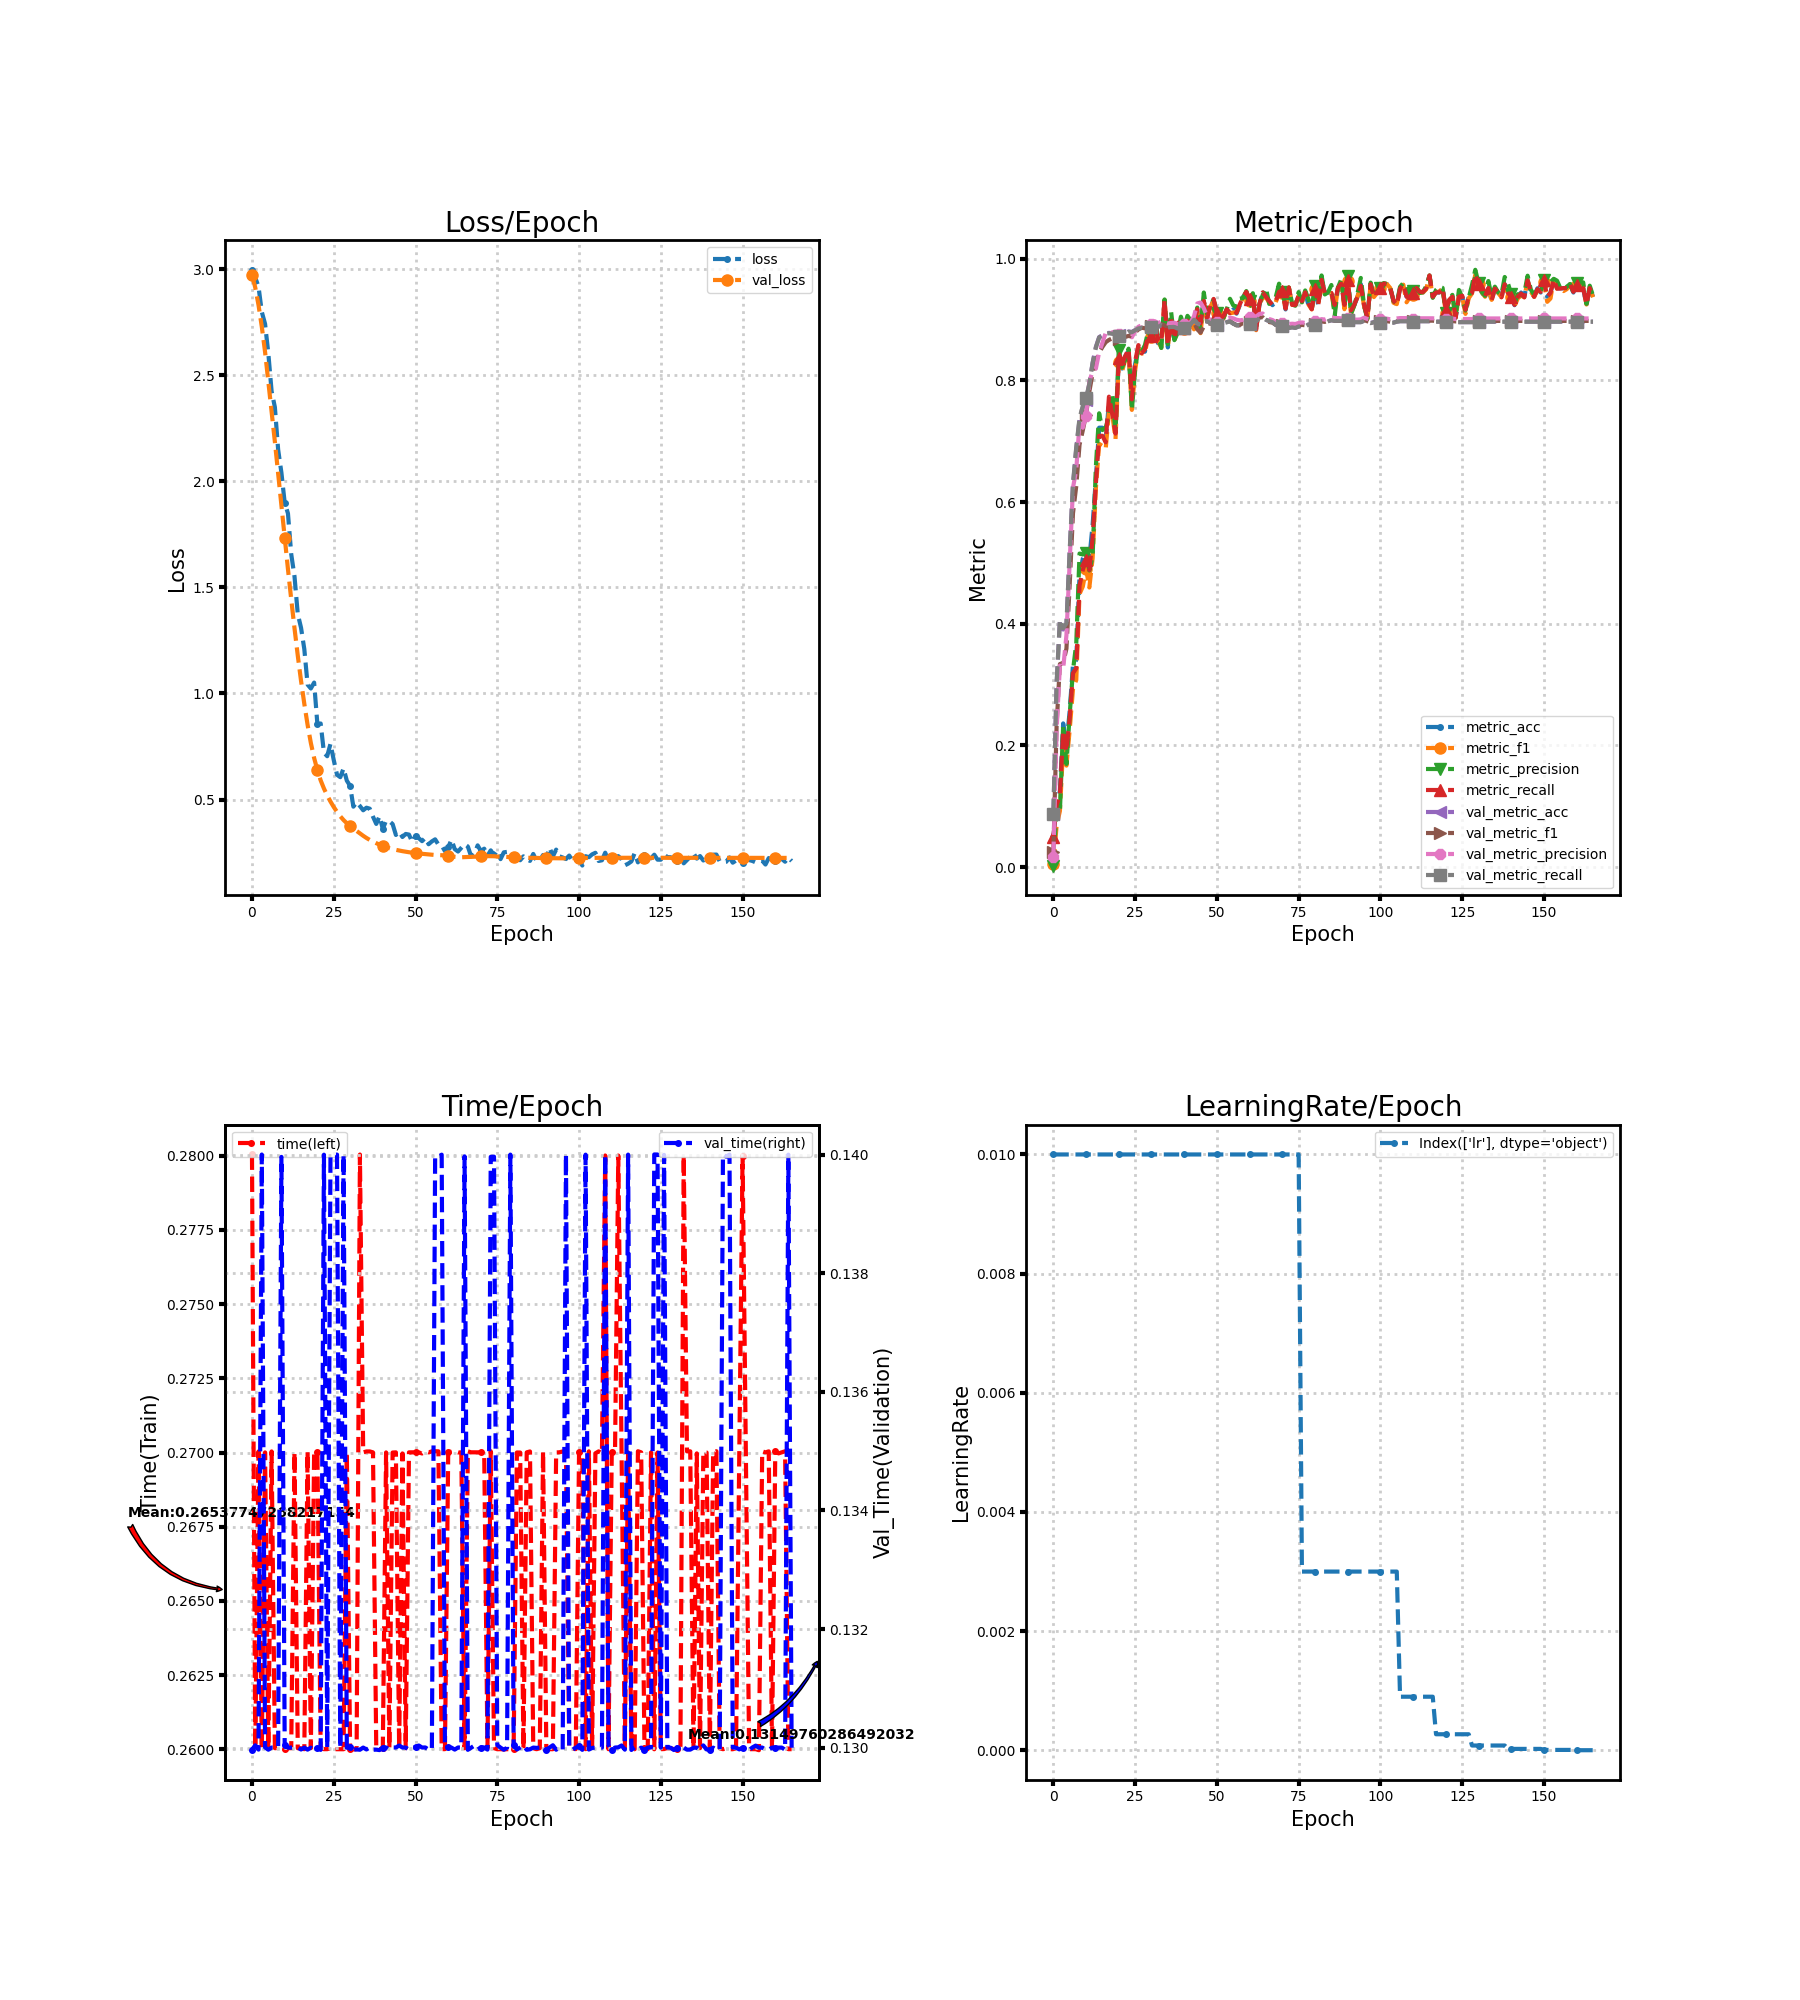 Loss/Epoch
loss
val_loss
3.0
2.5
2.0
1.5
1.0
0.5
Loss
0
25
50
75
100
125
150
Epoch
Metric/Epoch
1.0
0.8
0.6
0.4
0.2
0.0
Metric
metric_acc
metric_f1
metric_precision
metric_recall
val_metric_acc
val_metric_f1
val_metric_precision
val_metric_recall
0
25
50
75
100
125
150
Epoch
Time/Epoch
time(left)
val_time(right)
0.2800
0.2775
0.2750
0.2725
0.2700
0.2675
0.2650
0.2625
0.2600
Time(Train)
0.140
0.138
0.136
0.134
0.132
0.130
Val_Time(Validation)
Mean:0.13149760286492032
0
25
50
75
100
125
150
Epoch
LearningRate/Epoch
Index(['lr'], dtype='object')
0.010
0.008
0.006
0.004
0.002
0.000
LearningRate
0
25
50
75
100
125
150
Epoch